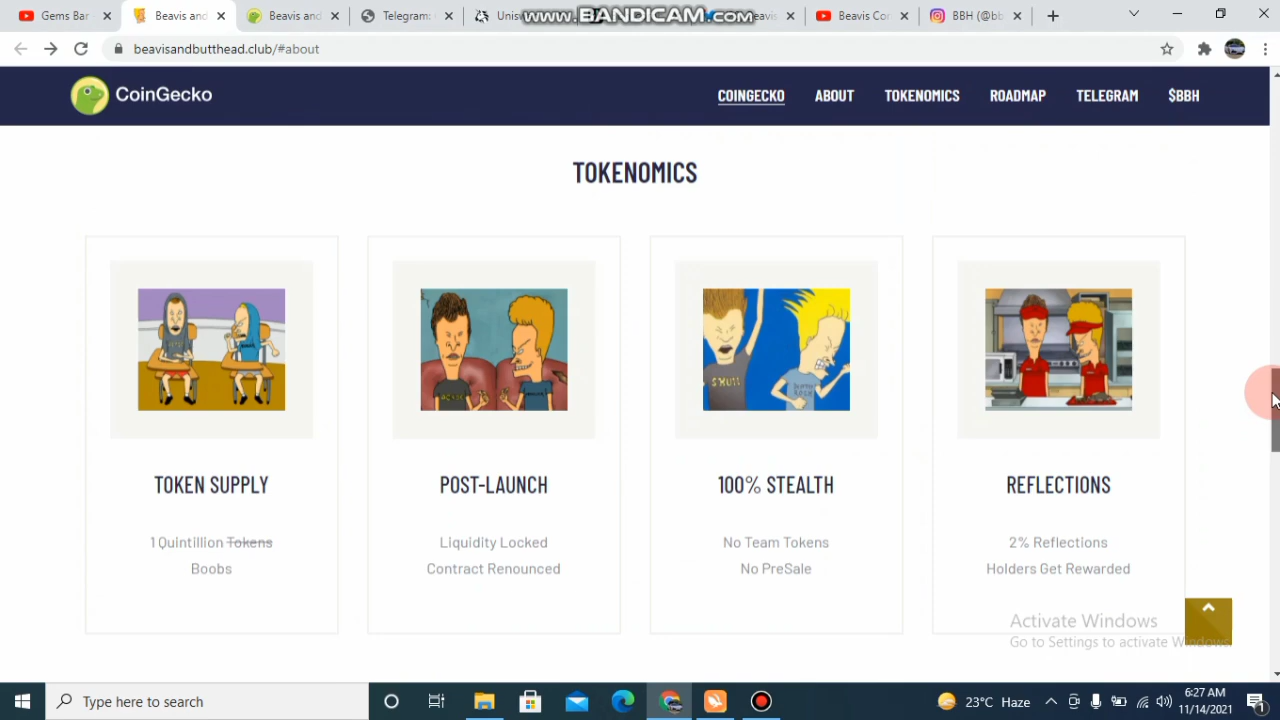 Gems Bar
Beavis and
Beavis and
Telegram:
Unis
eavis
Beavis Co
BBH (@bb
www.BANDICAM.com
beavisandbutthead.club/#about
CoinGecko
COINGECKO
ABOUT
TOKENOMICS
ROADMAP
TELEGRAM
$BBH
TOKENOMICS
TOKEN SUPPLY
POST-LAUNCH
100% STEALTH
REFLECTIONS
1 Quintillion Tokens
Boobs
Liquidity Locked
Contract Renounced
No Team Tokens
No PreSale
2% Reflections
Holders Get Rewarded
Activate Windows
Go to Settings to activate Windows.
Type here to search
23°C Haze
6:27 AM
11/14/2021
1